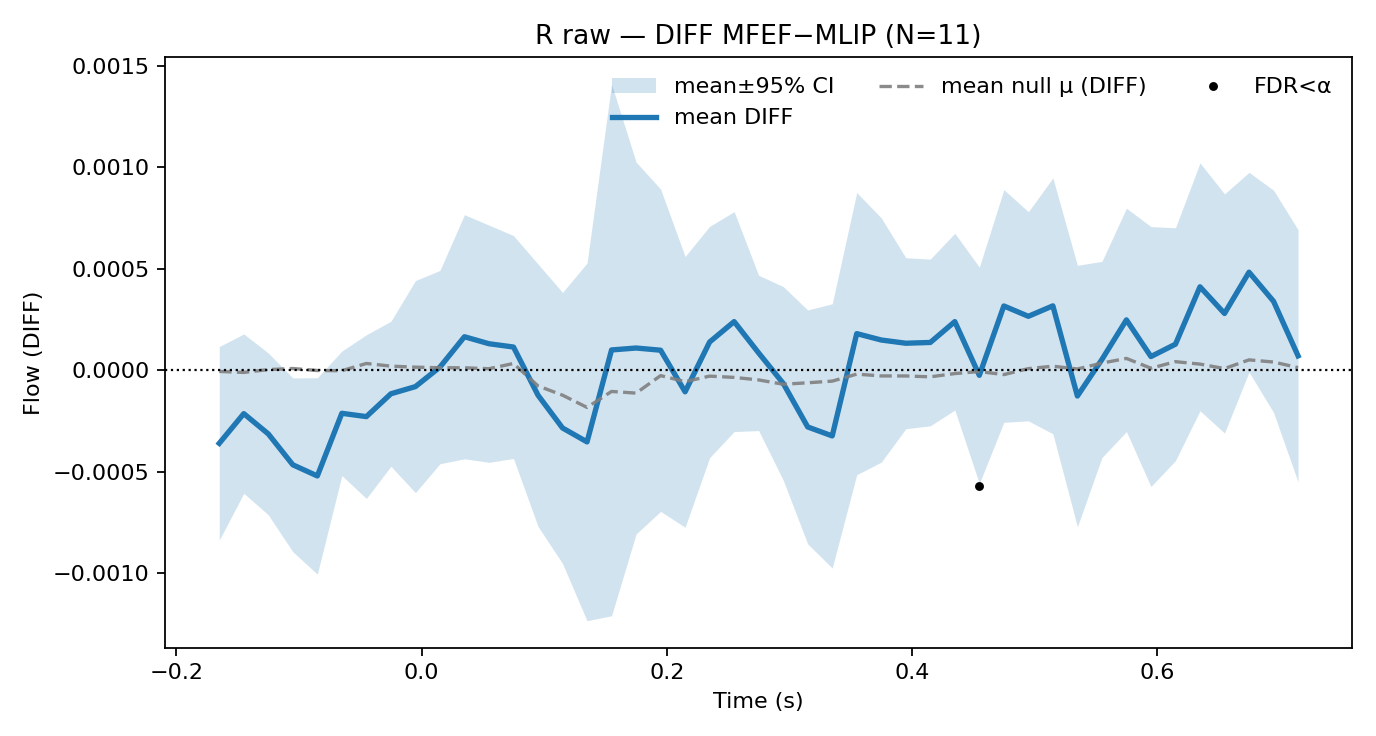 R raw — DIFF MFEF−MLIP (N=11)
mean±95% CI
mean DIFF
mean null μ (DIFF)
FDR<α
Flow (DIFF)
0.0015
0.0010
0.0005
0.0000
−0.0005
−0.0010
−0.2
0.0
0.2
0.4
0.6
Time (s)